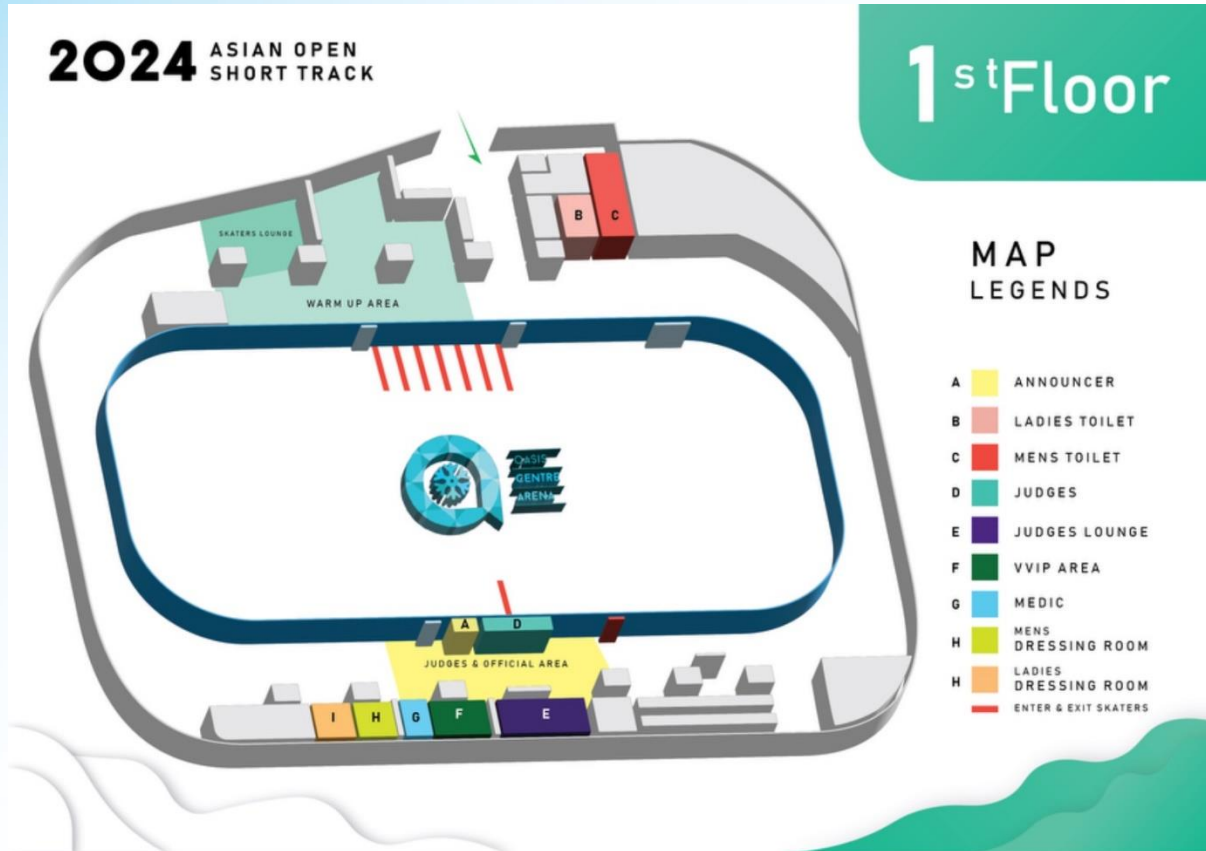 2024 ASIAN OPEN
SHORT TRACK
1st Floor
SKATERS LOUNGE
B
C
WARM UP AREA
OASIS
CENTRE
ARENA
A
D
JUDGES & OFFICIAL AREA
I
H
G
F
E
MAP
LEGENDS
A ANNOUNCER
B LADIES TOILET
C MENS TOILET
D JUDGES
E JUDGES LOUNGE
F VVIP AREA
G MEDIC
H MENS
DRESSING ROOM
H LADIES
DRESSING ROOM
ENTER & EXIT SKATERS